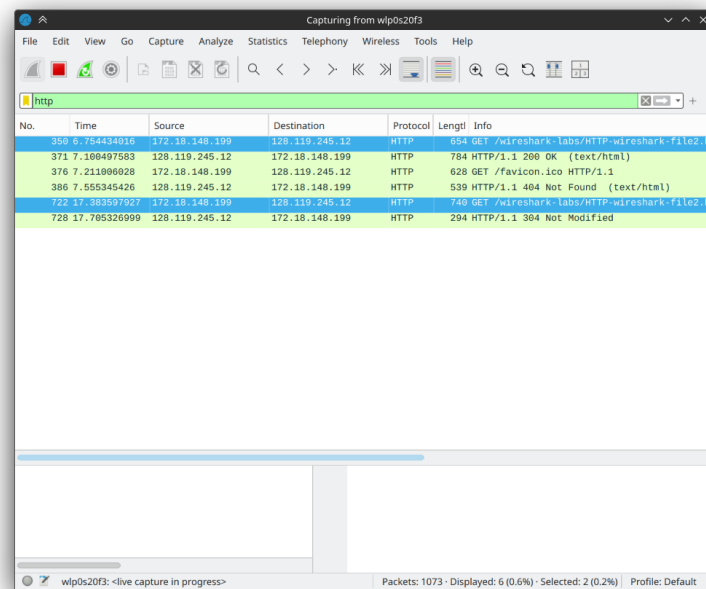 Capturing from wlp0s20f3
File Edit View Go Capture Analyze Statistics Telephony Wireless Tools Help
http
No. Time Source Destination Protocol Lengtl Info
350 6.754434016 172.18.148.199 128.119.245.12 HTTP 654 GET /wireshark-labs/HTTP-wireshark-file2.
371 7.100497583 128.119.245.12 172.18.148.199 HTTP 784 HTTP/1.1 200 OK (text/html)
376 7.211006028 172.18.148.199 128.119.245.12 HTTP 628 GET /favicon.ico HTTP/1.1
386 7.555345426 128.119.245.12 172.18.148.199 HTTP 539 HTTP/1.1 404 Not Found (text/html)
722 17.383597927 172.18.148.199 128.119.245.12 HTTP 740 GET /wireshark-labs/HTTP-wireshark-file2.
728 17.705326999 128.119.245.12 172.18.148.199 HTTP 294 HTTP/1.1 304 Not Modified
wlp0s20f3: <live capture in progress> Packets: 1073 · Displayed: 6 (0.6%) · Selected: 2 (0.2%) Profile: Default